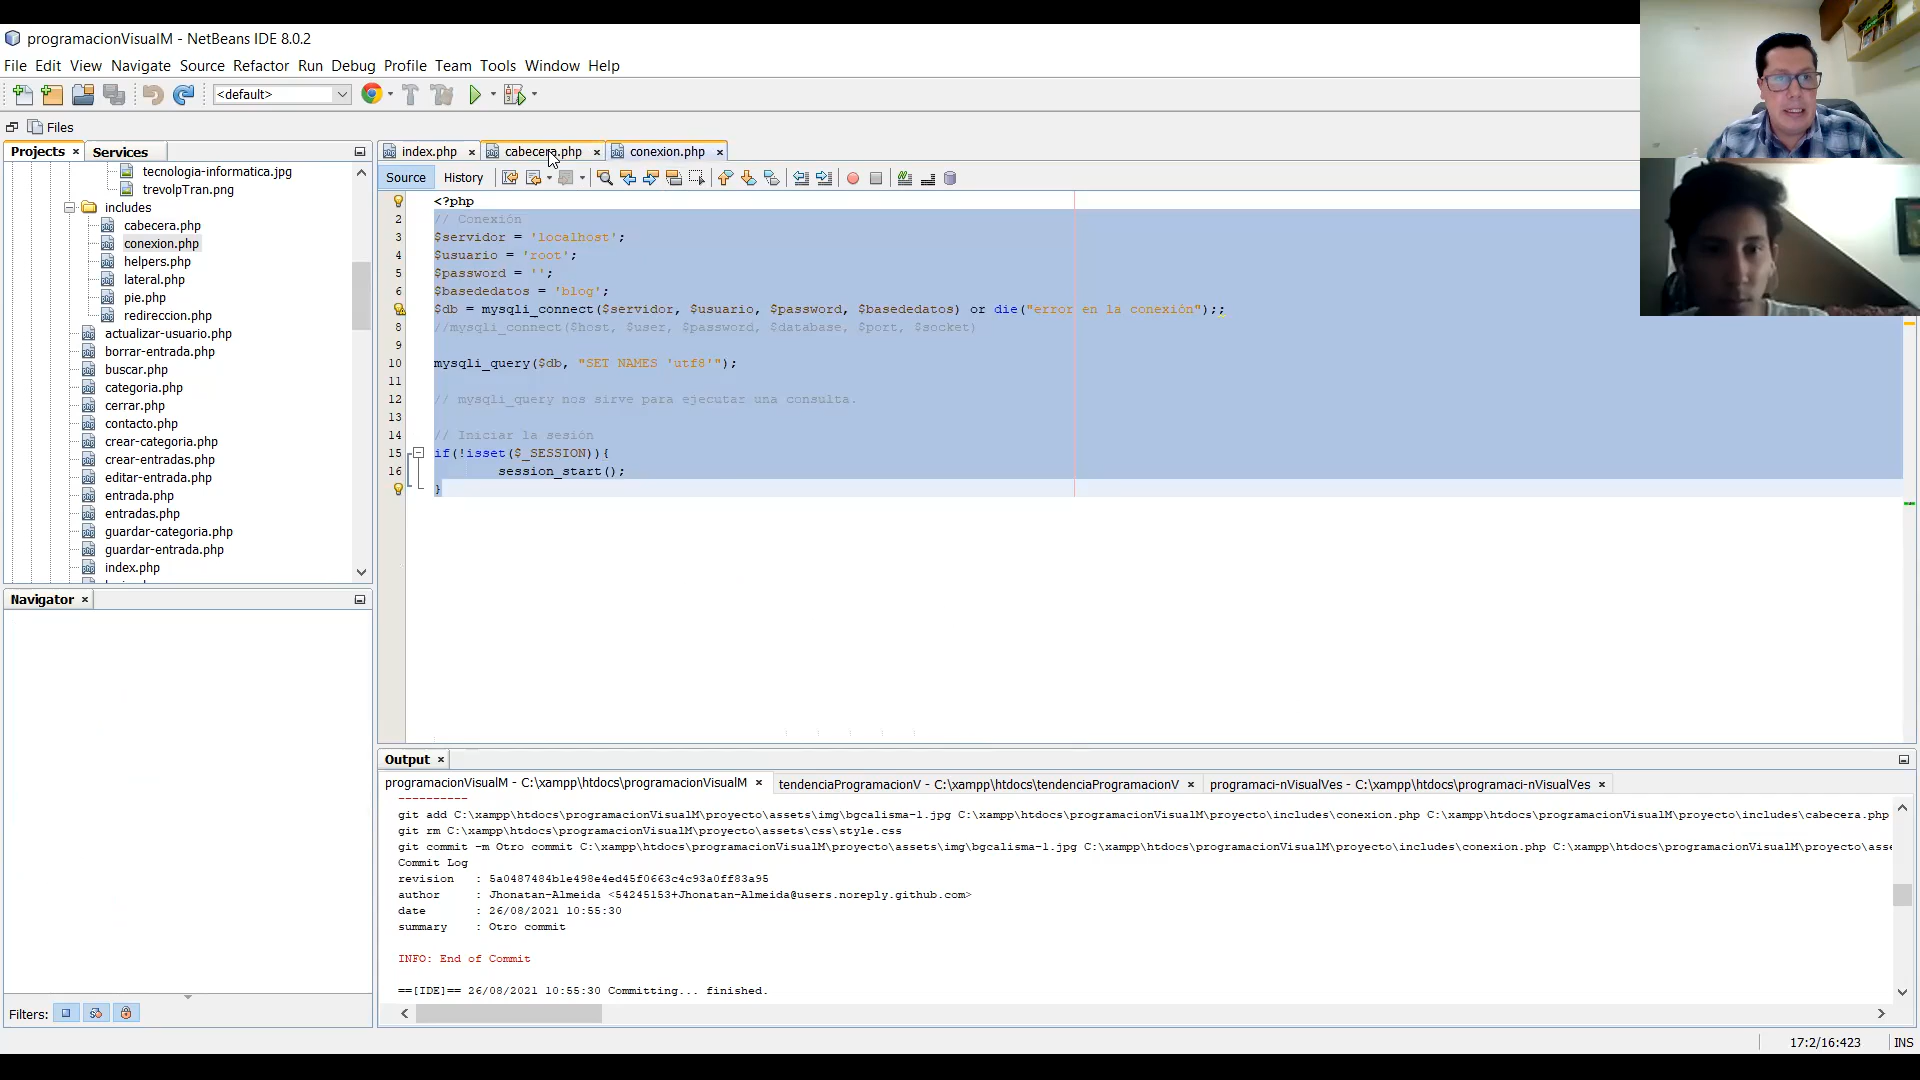 programacionVisualM - NetBeans IDE 8.0.2
File Edit View Navigate Source Refactor Run Debug Profile Team Tools Window Help
<default>
Files
Projects
Services
tecnologia-informatica.jpg
trevolpTran.png
includes
cabecera.php
conexion.php
helpers.php
lateral.php
pie.php
redireccion.php
actualizar-usuario.php
borrar-entrada.php
buscar.php
categoria.php
cerrar.php
contacto.php
crear-categoria.php
crear-entradas.php
editar-entrada.php
entrada.php
entradas.php
guardar-categoria.php
guardar-entrada.php
index.php
Navigator
Filters:
index.php cabecera.php conexion.php
Source History
<?php
2 // Conexión
3 $servidor = 'localhost';
4 $usuario = 'root';
5 $password = '';
6 $basededatos = 'blog';
$db = mysqli_connect($servidor, $usuario, $password, $basededatos) or die("error en la conexión");;
8 //mysqli_connect($host, $user, $password, $database, $port, $socket)
9
10 mysqli_query($db, "SET NAMES 'utf8'");
11
12 // mysqli_query nos sirve para ejecutar una consulta.
13
14 // Iniciar la sesión
15 if(!isset($_SESSION)){
16 session_start();
}
Output
programacionVisualM - C:\xampp\htdocs\programacionVisualM tendenciaProgramacionV - C:\xampp\htdocs\tendenciaProgramacionV programaci-nVisualVes - C:\xampp\htdocs\programaci-nVisualVes
----------
git add C:\xampp\htdocs\programacionVisualM\proyecto\assets\img\bgcalisma-1.jpg C:\xampp\htdocs\programacionVisualM\proyecto\includes\conexion.php C:\xampp\htdocs\programacionVisualM\proyecto\includes\cabecera.php
git rm C:\xampp\htdocs\programacionVisualM\proyecto\assets\css\style.css
git commit -m Otro commit C:\xampp\htdocs\programacionVisualM\proyecto\assets\img\bgcalisma-1.jpg C:\xampp\htdocs\programacionVisualM\proyecto\includes\conexion.php C:\xampp\htdocs\programacionVisualM\proyecto\asse
Commit Log
revision : 5a0487484b1e498e4ed45f0663c4c93a0ff83a95
author : Jhonatan-Almeida <54245153+Jhonatan-Almeida@users.noreply.github.com>
date : 26/08/2021 10:55:30
summary : Otro commit
INFO: End of Commit
==[IDE]== 26/08/2021 10:55:30 Committing... finished.
17:2/16:423 INS